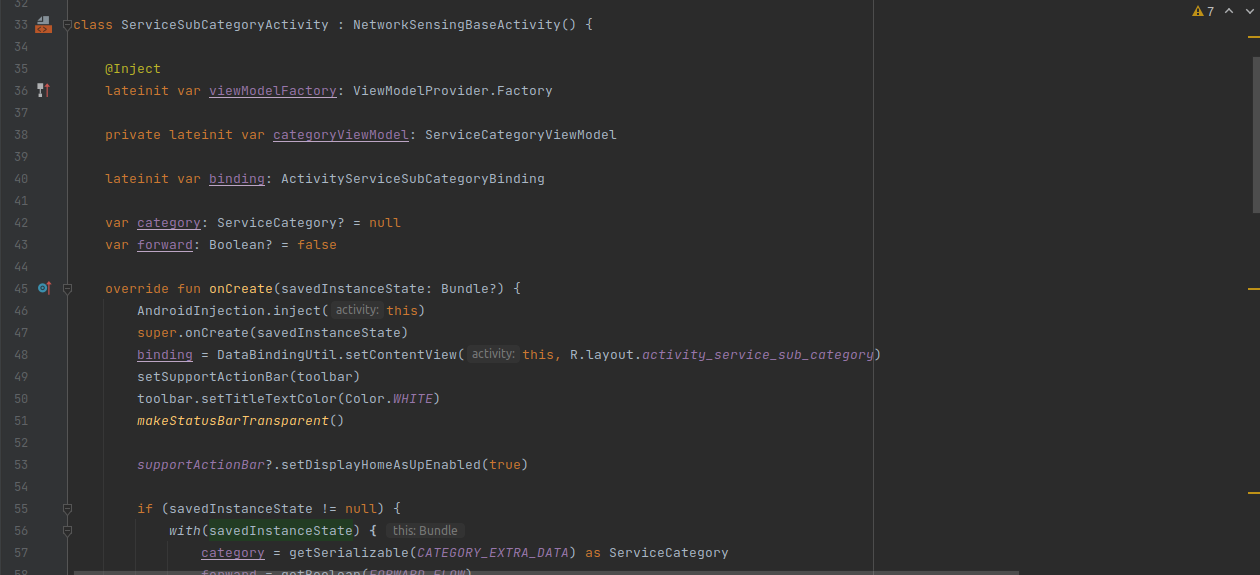 32
7
33 class ServiceSubCategoryActivity : NetworkSensingBaseActivity() {
34
35 @Inject
36 lateinit var viewModelFactory: ViewModelProvider.Factory
37
38 private lateinit var categoryViewModel: ServiceCategoryViewModel
39
40 lateinit var binding: ActivityServiceSubCategoryBinding
41
42 var category: ServiceCategory? = null
43 var forward: Boolean? = false
44
45 override fun onCreate(savedInstanceState: Bundle?) {
46 AndroidInjection.inject( activity: this)
47 super.onCreate(savedInstanceState)
48 binding = DataBindingUtil.setContentView( activity: this, R.layout.activity_service_sub_category)
49 setSupportActionBar(toolbar)
50 toolbar.setTitleTextColor(Color.WHITE)
51 makeStatusBarTransparent()
52
53 supportActionBar?.setDisplayHomeAsUpEnabled(true)
54
55 if (savedInstanceState != null) {
56 with(savedInstanceState) { this: Bundle
57 category = getSerializable(CATEGORY_EXTRA_DATA) as ServiceCategory
58 forward = getBoolean(FORWARD_FLOW)